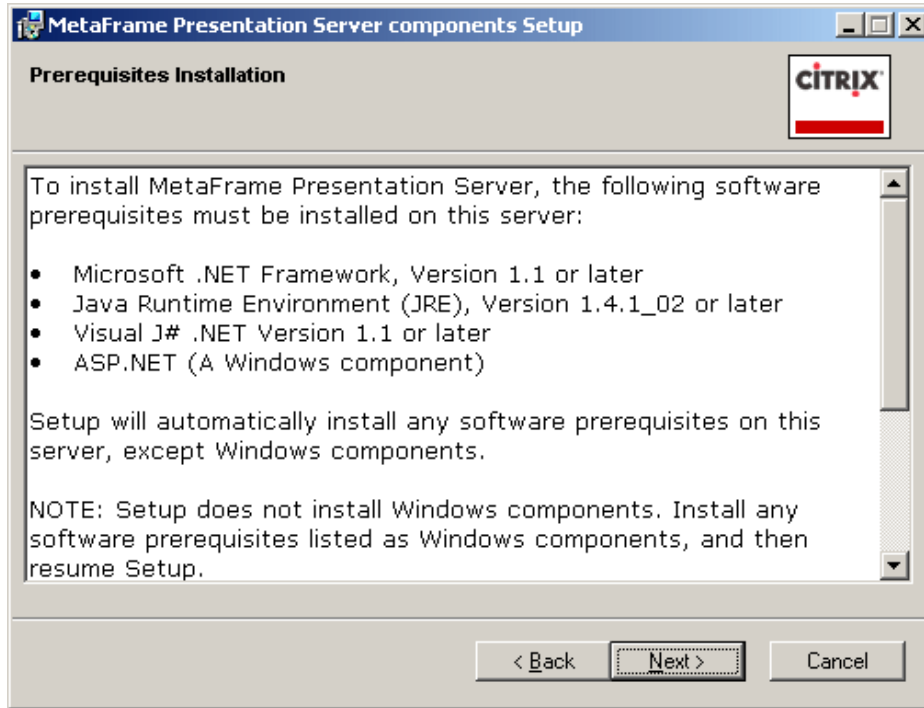 MetaFrame Presentation Server components Setup
Prerequisites Installation
CİTRIX
To install MetaFrame Presentation Server, the following software
prerequisites must be installed on this server:
• Microsoft .NET Framework, Version 1.1 or later
• Java Runtime Environment (JRE), Version 1.4.1_02 or later
• Visual J# .NET Version 1.1 or later
• ASP.NET (A Windows component)
Setup will automatically install any software prerequisites on this
server, except Windows components.
NOTE: Setup does not install Windows components. Install any
software prerequisites listed as Windows components, and then
resume Setup.
< Back
Next >
Cancel